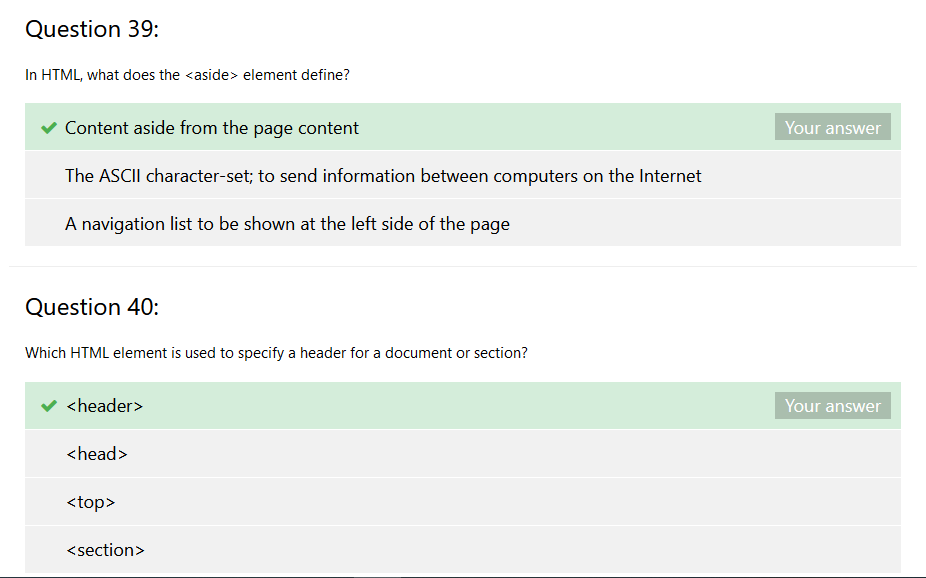 Question 39:
In HTML, what does the <aside> element define?
Content aside from the page content Your answer
The ASCII character-set; to send information between computers on the Internet
A navigation list to be shown at the left side of the page
Question 40:
Which HTML element is used to specify a header for a document or section?
<header> Your answer
<head>
<top>
<section>